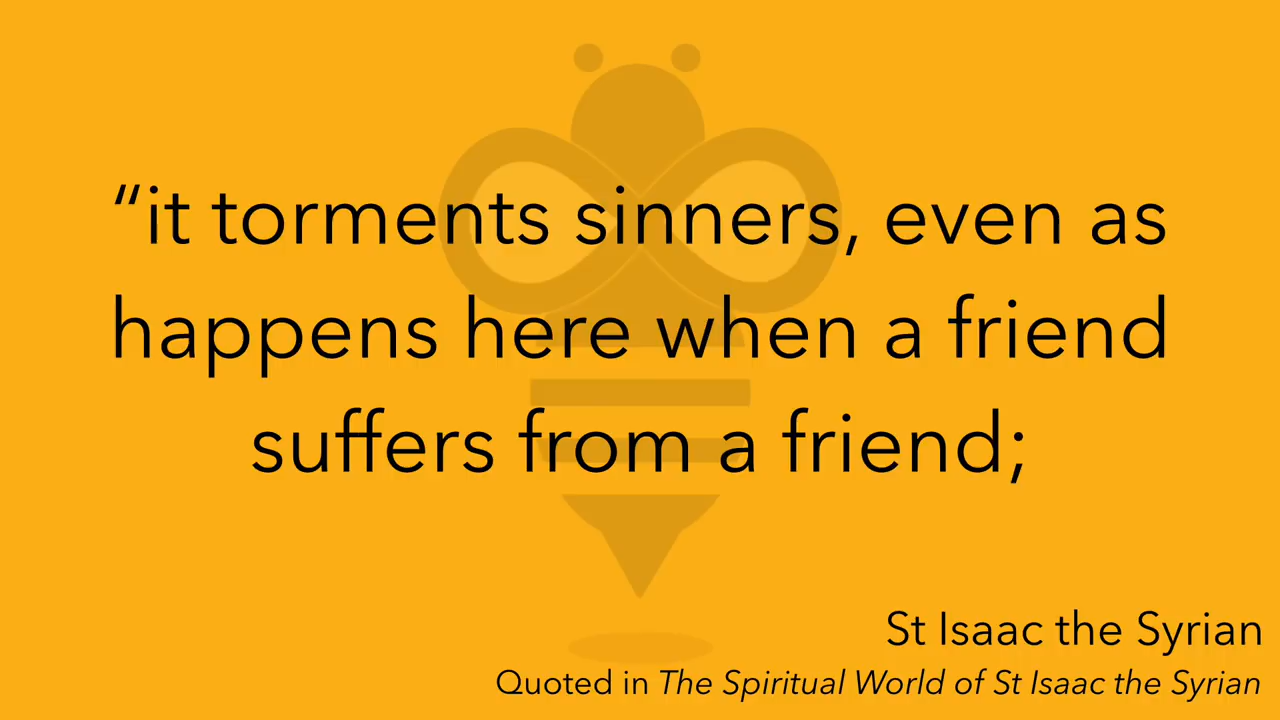 “it torments sinners, even as
happens here when a friend
suffers from a friend;
St Isaac the Syrian
Quoted in The Spiritual World of St Isaac the Syrian